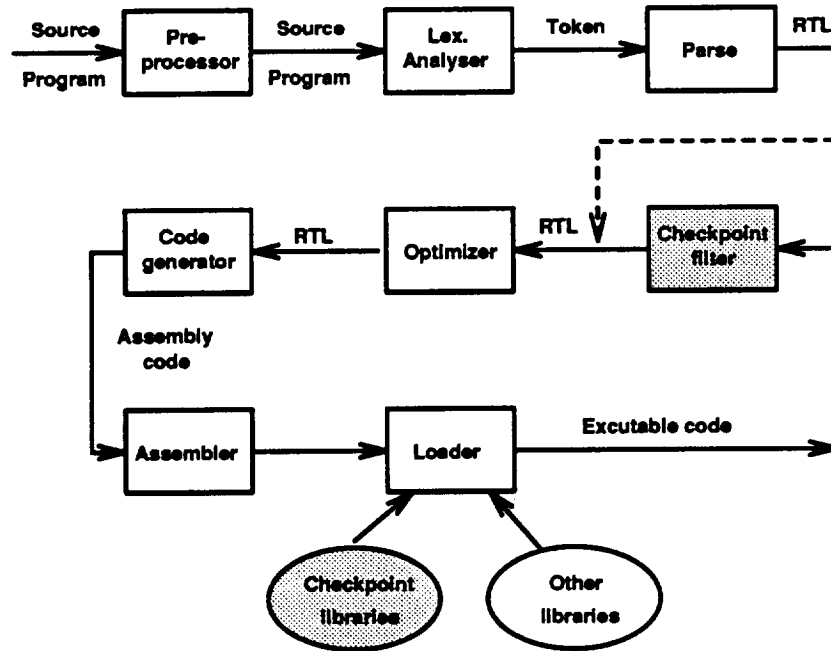 Source
Program
Pre-
processor
Source
Program
Lex.
Analyser
Token
Parse
RTL
Code
generator
RTL
Optimizer
RTL
Checkpoint
filter
Assembly
code
Assembler
Loader
Excutable code
Checkpoint
libraries
Other
libraries